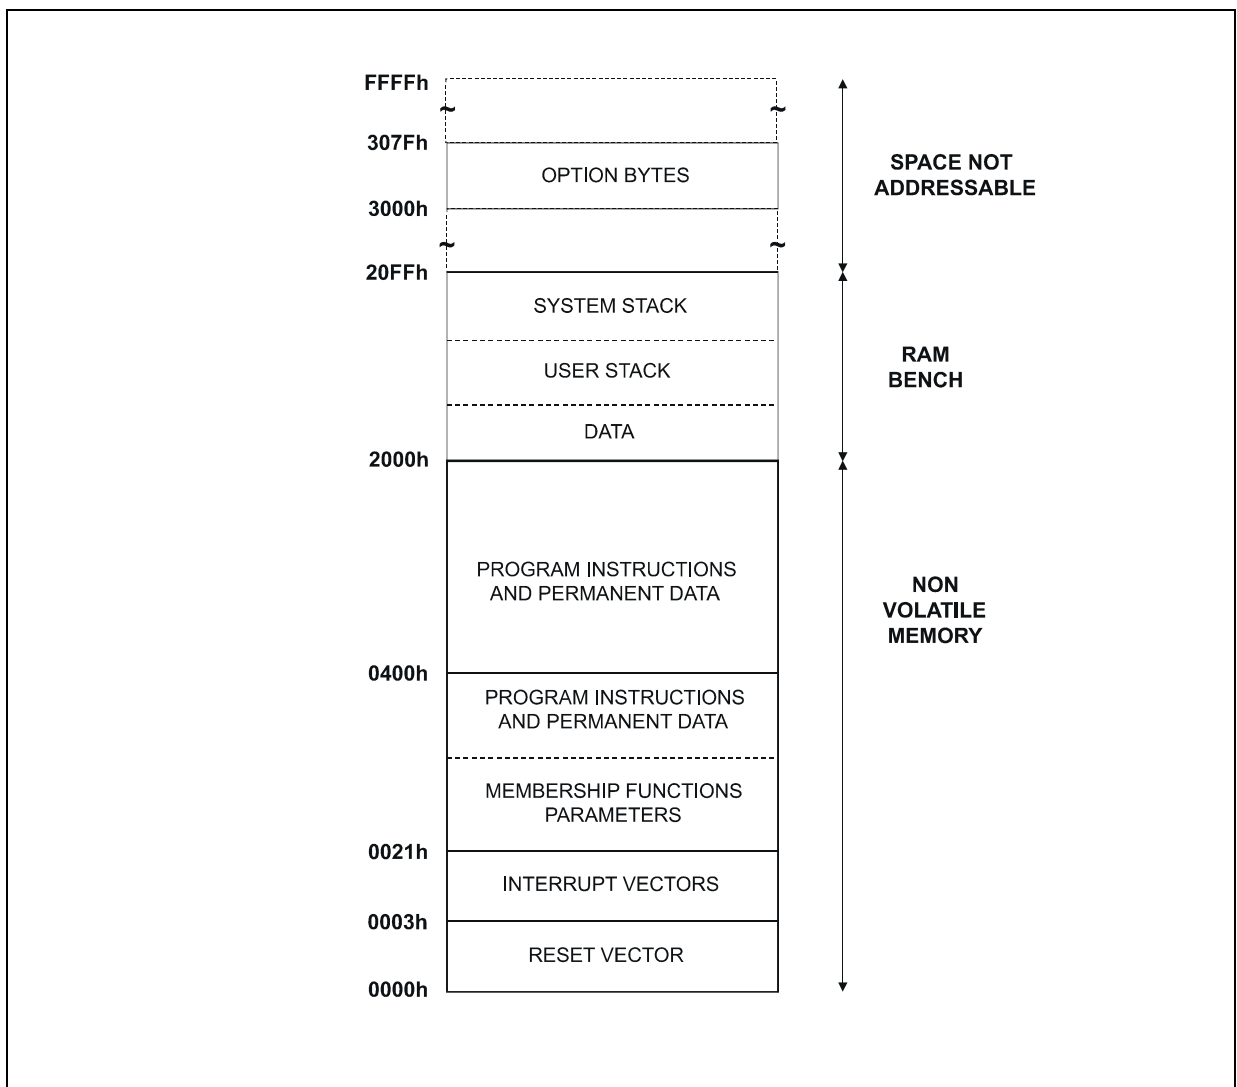 FFFFh
307Fh
OPTION BYTES
SPACE NOT
ADDRESSABLE
3000h
20FFh
SYSTEM STACK
USER STACK
RAM
BENCH
DATA
2000h
PROGRAM INSTRUCTIONS
AND PERMANENT DATA
NON
VOLATILE
MEMORY
0400h
PROGRAM INSTRUCTIONS
AND PERMANENT DATA
MEMBERSHIP FUNCTIONS
PARAMETERS
0021h
INTERRUPT VECTORS
0003h
RESET VECTOR
0000h